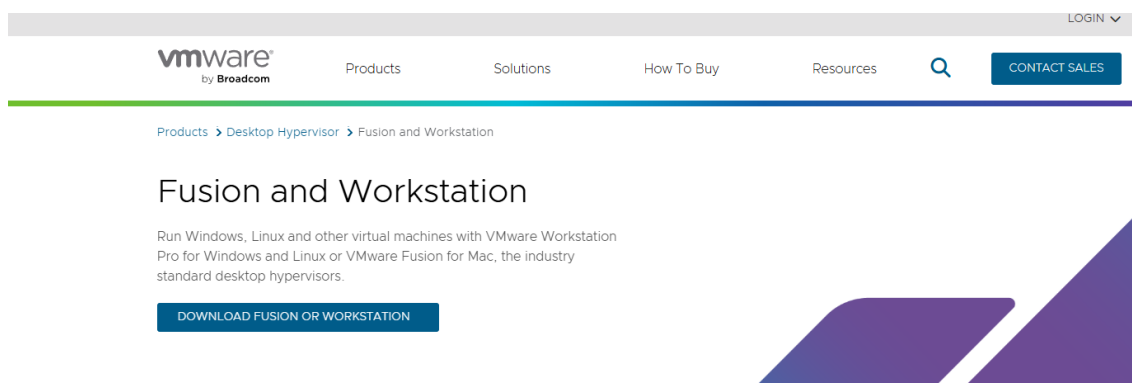 LOGIN
vmware®
by Broadcom
Products
Solutions
How To Buy
Resources
CONTACT SALES
Products > Desktop Hypervisor > Fusion and Workstation
Fusion and Workstation
Run Windows, Linux and other virtual machines with VMware Workstation
Pro for Windows and Linux or VMware Fusion for Mac, the industry
standard desktop hypervisors.
DOWNLOAD FUSION OR WORKSTATION